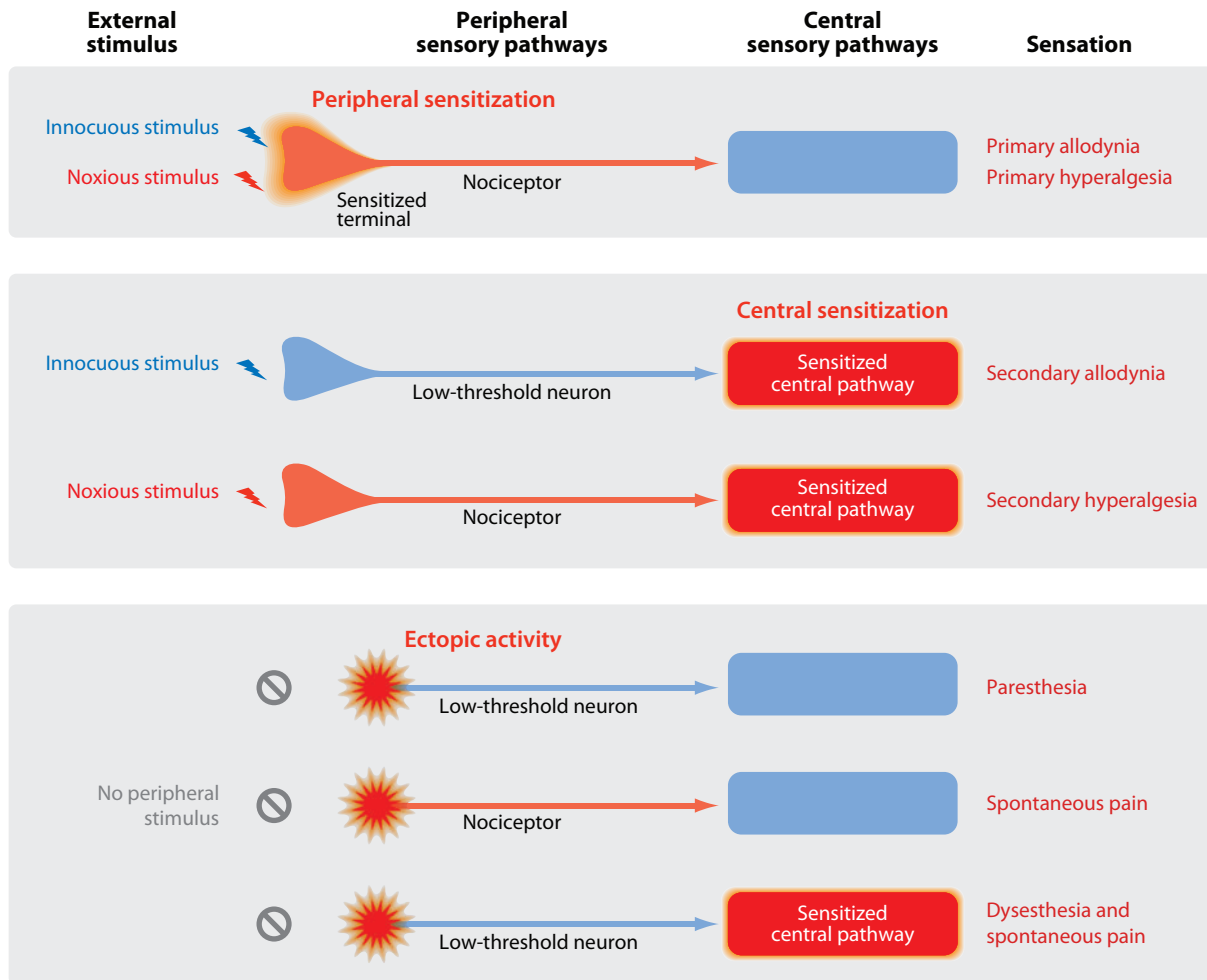 External
stimulus
Peripheral
sensory pathways
Central
sensory pathways
Sensation
Peripheral sensitization
Innocuous stimulus
Noxious stimulus
Sensitized
terminal
Nociceptor
Primary allodynia
Primary hyperalgesia
Central sensitization
Innocuous stimulus
Low-threshold neuron
Sensitized
central pathway
Secondary allodynia
Noxious stimulus
Nociceptor
Sensitized
central pathway
Secondary hyperalgesia
Ectopic activity
Low-threshold neuron
Paresthesia
No peripheral
stimulus
Nociceptor
Spontaneous pain
Low-threshold neuron
Sensitized
central pathway
Dysesthesia and
spontaneous pain